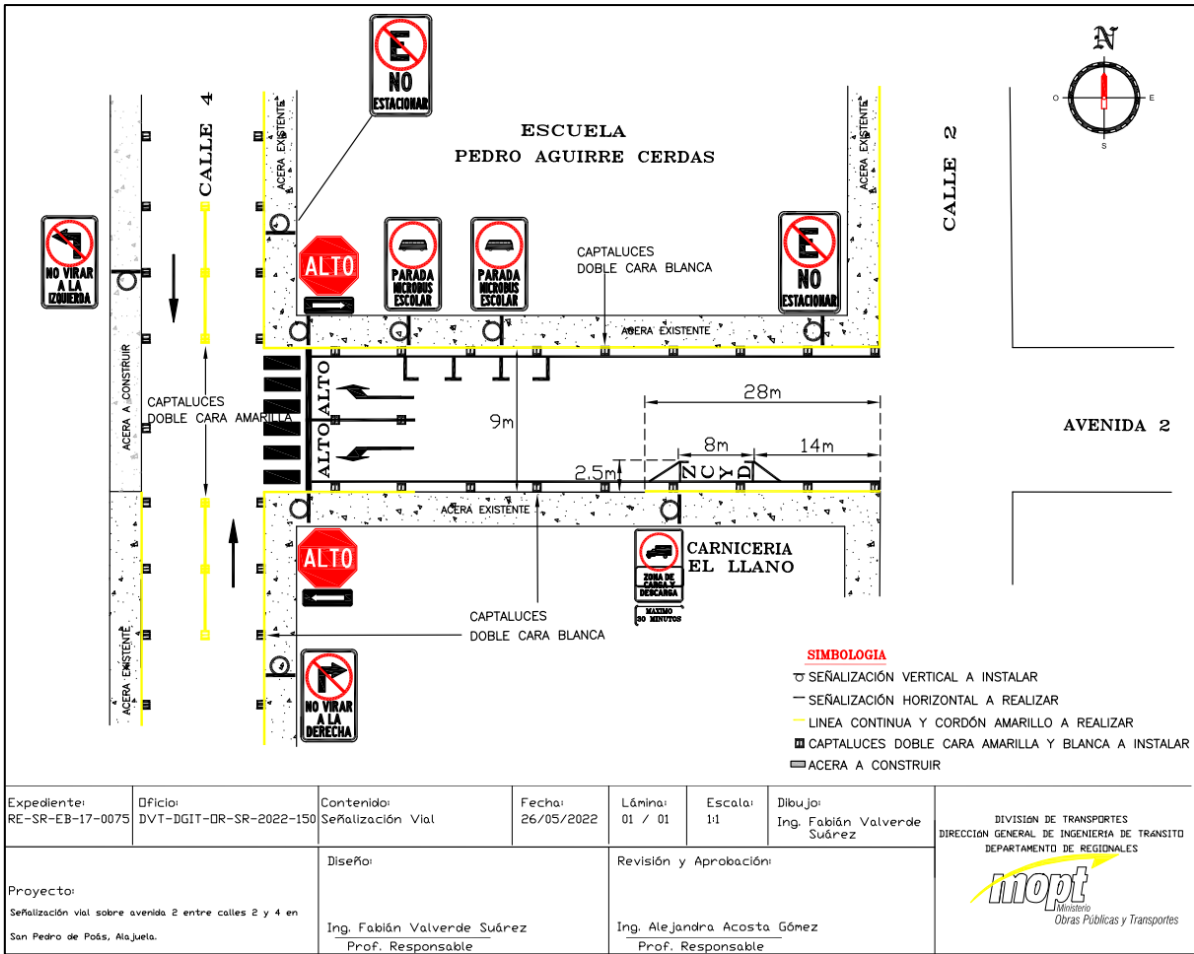 E
NO
ESTACIONAR
N
O
E
S
CALLE 4
ACERA EXISTENTE
ESCUELA
PEDRO AGUIRRE CERDAS
ACERA EXISTENTE
CALLE 2
NO VIRAR
A LA
IZQUIERDA
ALTO
PARADA
MICROBUS
ESCOLAR
PARADA
MICROBUS
ESCOLAR
CAPTALUCES
DOBLE CARA BLANCA
E
NO
ESTACIONAR
ACERA EXISTENTE
ACERA A CONSTRUIR
CAPTALUCES
DOBLE CARA AMARILLA
ALTO
ALTO
9m
28m
8m
14m
2.5m
ZCYD
AVENIDA 2
ACERA EXISTENTE
ALTO
ZONA DE
CARGA Y
DESCARGA
MAXIMO
30 MINUTOS
CARNICERIA
EL LLANO
CAPTALUCES
DOBLE CARA BLANCA
ACERA EXISTENTE
NO VIRAR
A LA
DERECHA
SIMBOLOGIA
SEÑALIZACIÓN VERTICAL A INSTALAR
SEÑALIZACIÓN HORIZONTAL A REALIZAR
LINEA CONTINUA Y CORDÓN AMARILLO A REALIZAR
CAPTALUCES DOBLE CARA AMARILLA Y BLANCA A INSTALAR
ACERA A CONSTRUIR
Expediente:
RE-SR-EB-17-0075
Oficio:
DVT-DGIT-DR-SR-2022-150
Contenido:
Señalización Vial
Fecha:
26/05/2022
Lámina:
01 / 01
Escala:
1:1
Dibujo:
Ing. Fabián Valverde
Suárez
Proyecto:
Señalización vial sobre avenida 2 entre calles 2 y 4 en
San Pedro de Poás, Alajuela.
Diseño:
Ing. Fabián Valverde Suárez
Prof. Responsable
Revisión y Aprobación:
Ing. Alejandra Acosta Gómez
Prof. Responsable
DIVISIÓN DE TRANSPORTES
DIRECCIÓN GENERAL DE INGENIERIA DE TRÁNSITO
DEPARTAMENTO DE REGIONALES
mopt
Ministerio
Obras Públicas y Transportes